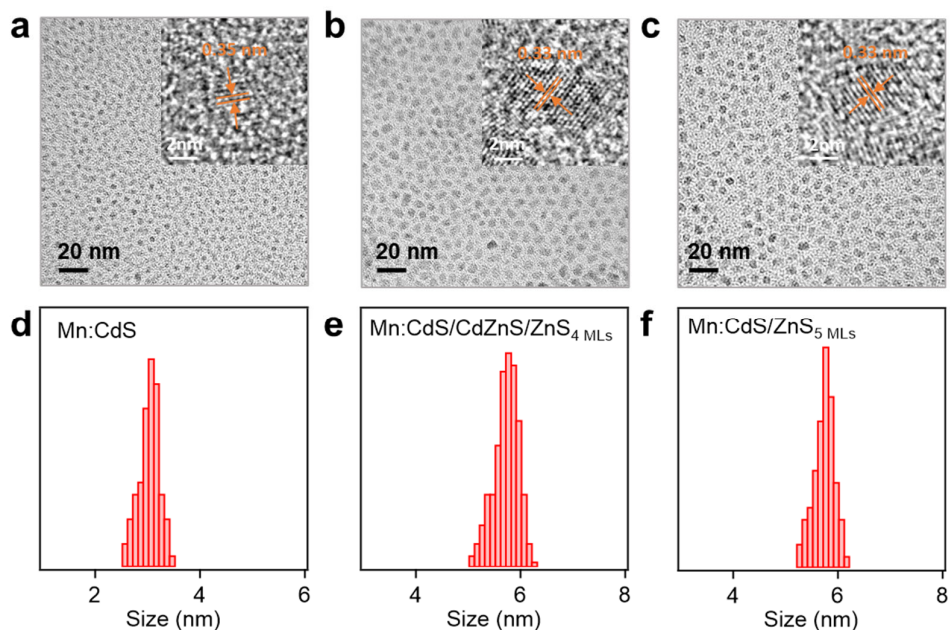 a
b
c
0.35 nm
0.33 nm
0.33 nm
2nm
2nm
2nm
20 nm
20 nm
20 nm
d
e
f
Mn:CdS
Mn:CdS/CdZnS/ZnS4 MLs
Mn:CdS/ZnS5 MLs
2 4 6
4 6 8
4 6 8
Size (nm)
Size (nm)
Size (nm)